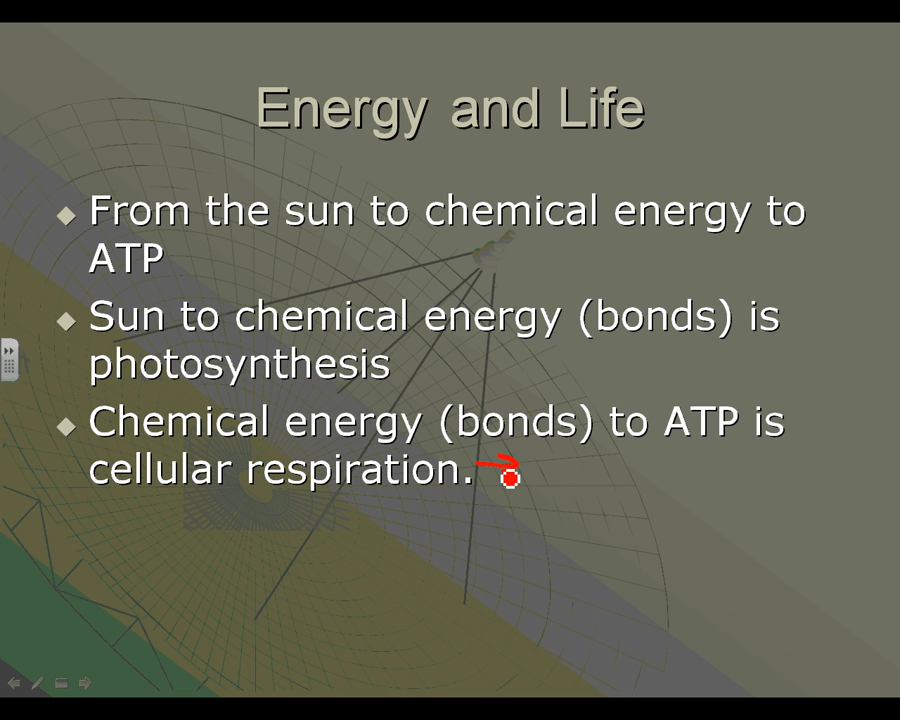 Energy and Life
From the sun to chemical energy to
ATP
Sun to chemical energy (bonds) is
photosynthesis
Chemical energy (bonds) to ATP is
cellular respiration.